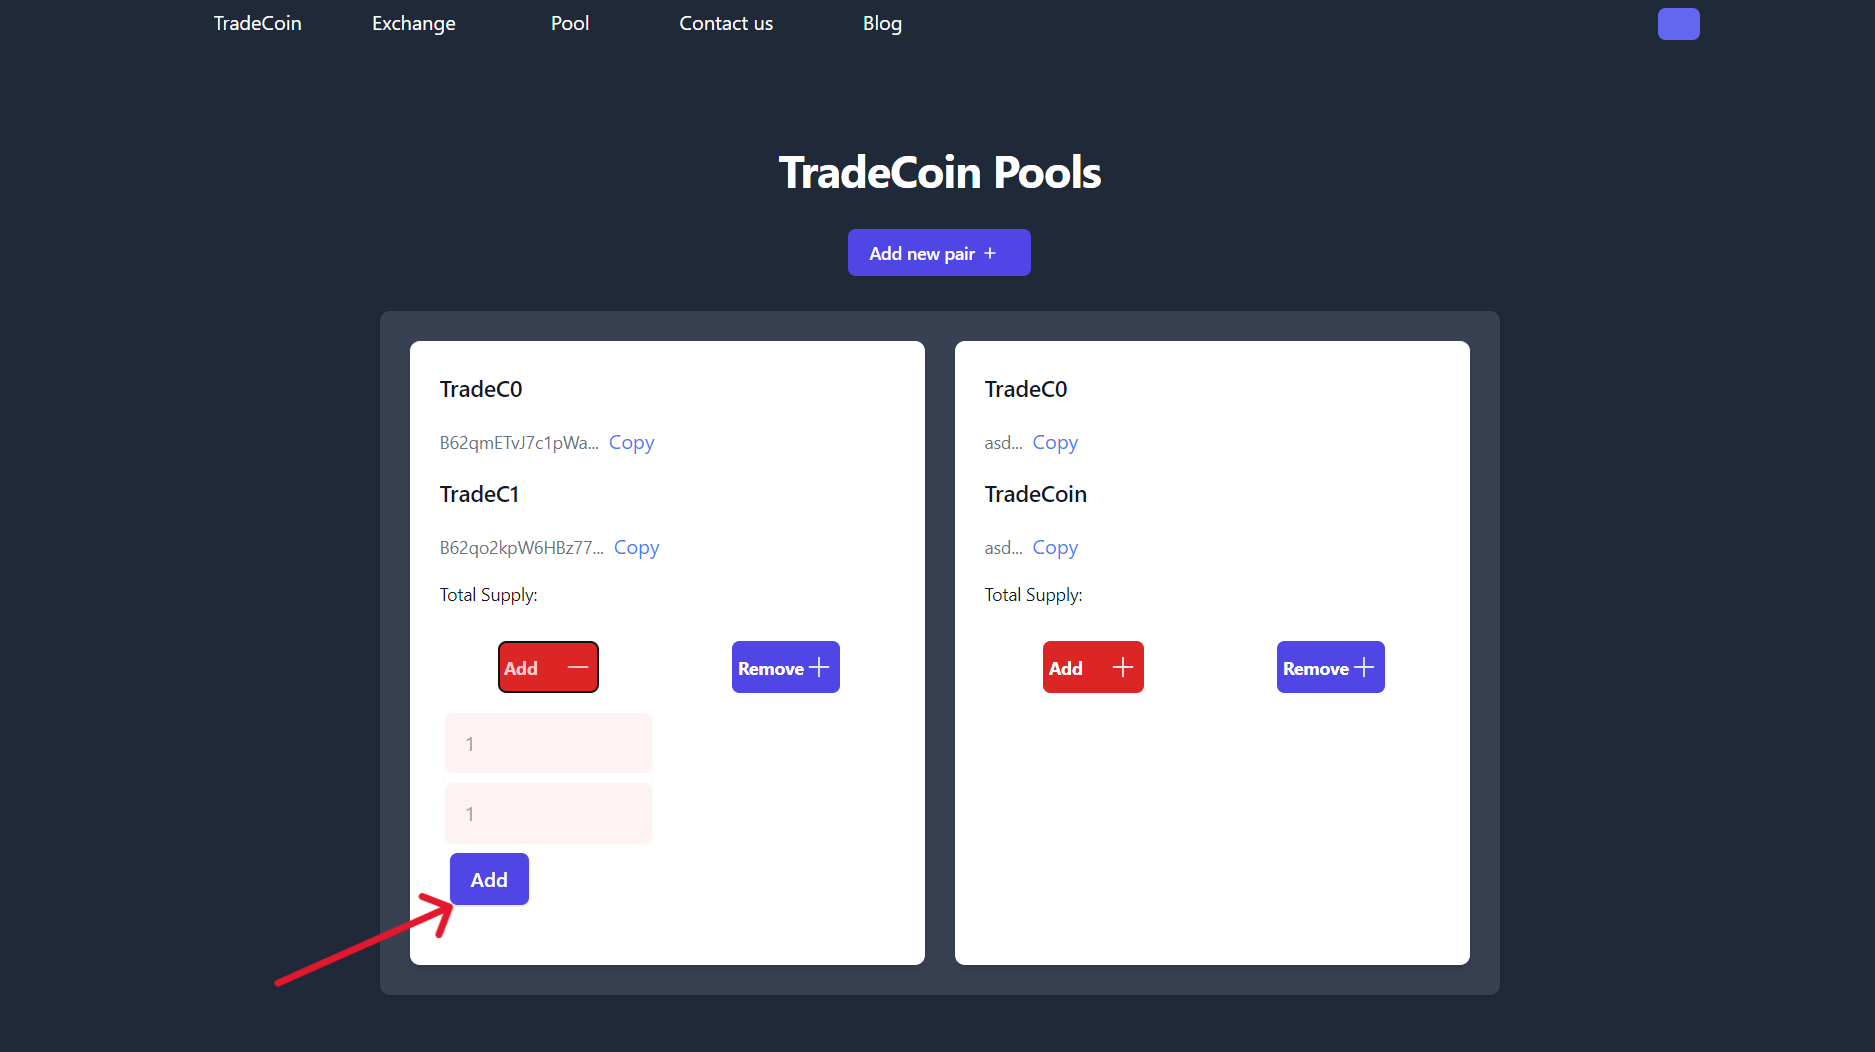 TradeCoin Exchange Pool Contact us Blog
TradeCoin Pools
Add new pair +
TradeC0
B62qmETvJ7c1pWa... Copy
TradeC1
B62qo2kpW6HBz77... Copy
Total Supply:
Add — Remove +
1
1
Add
TradeC0
asd... Copy
TradeCoin
asd... Copy
Total Supply:
Add + Remove +